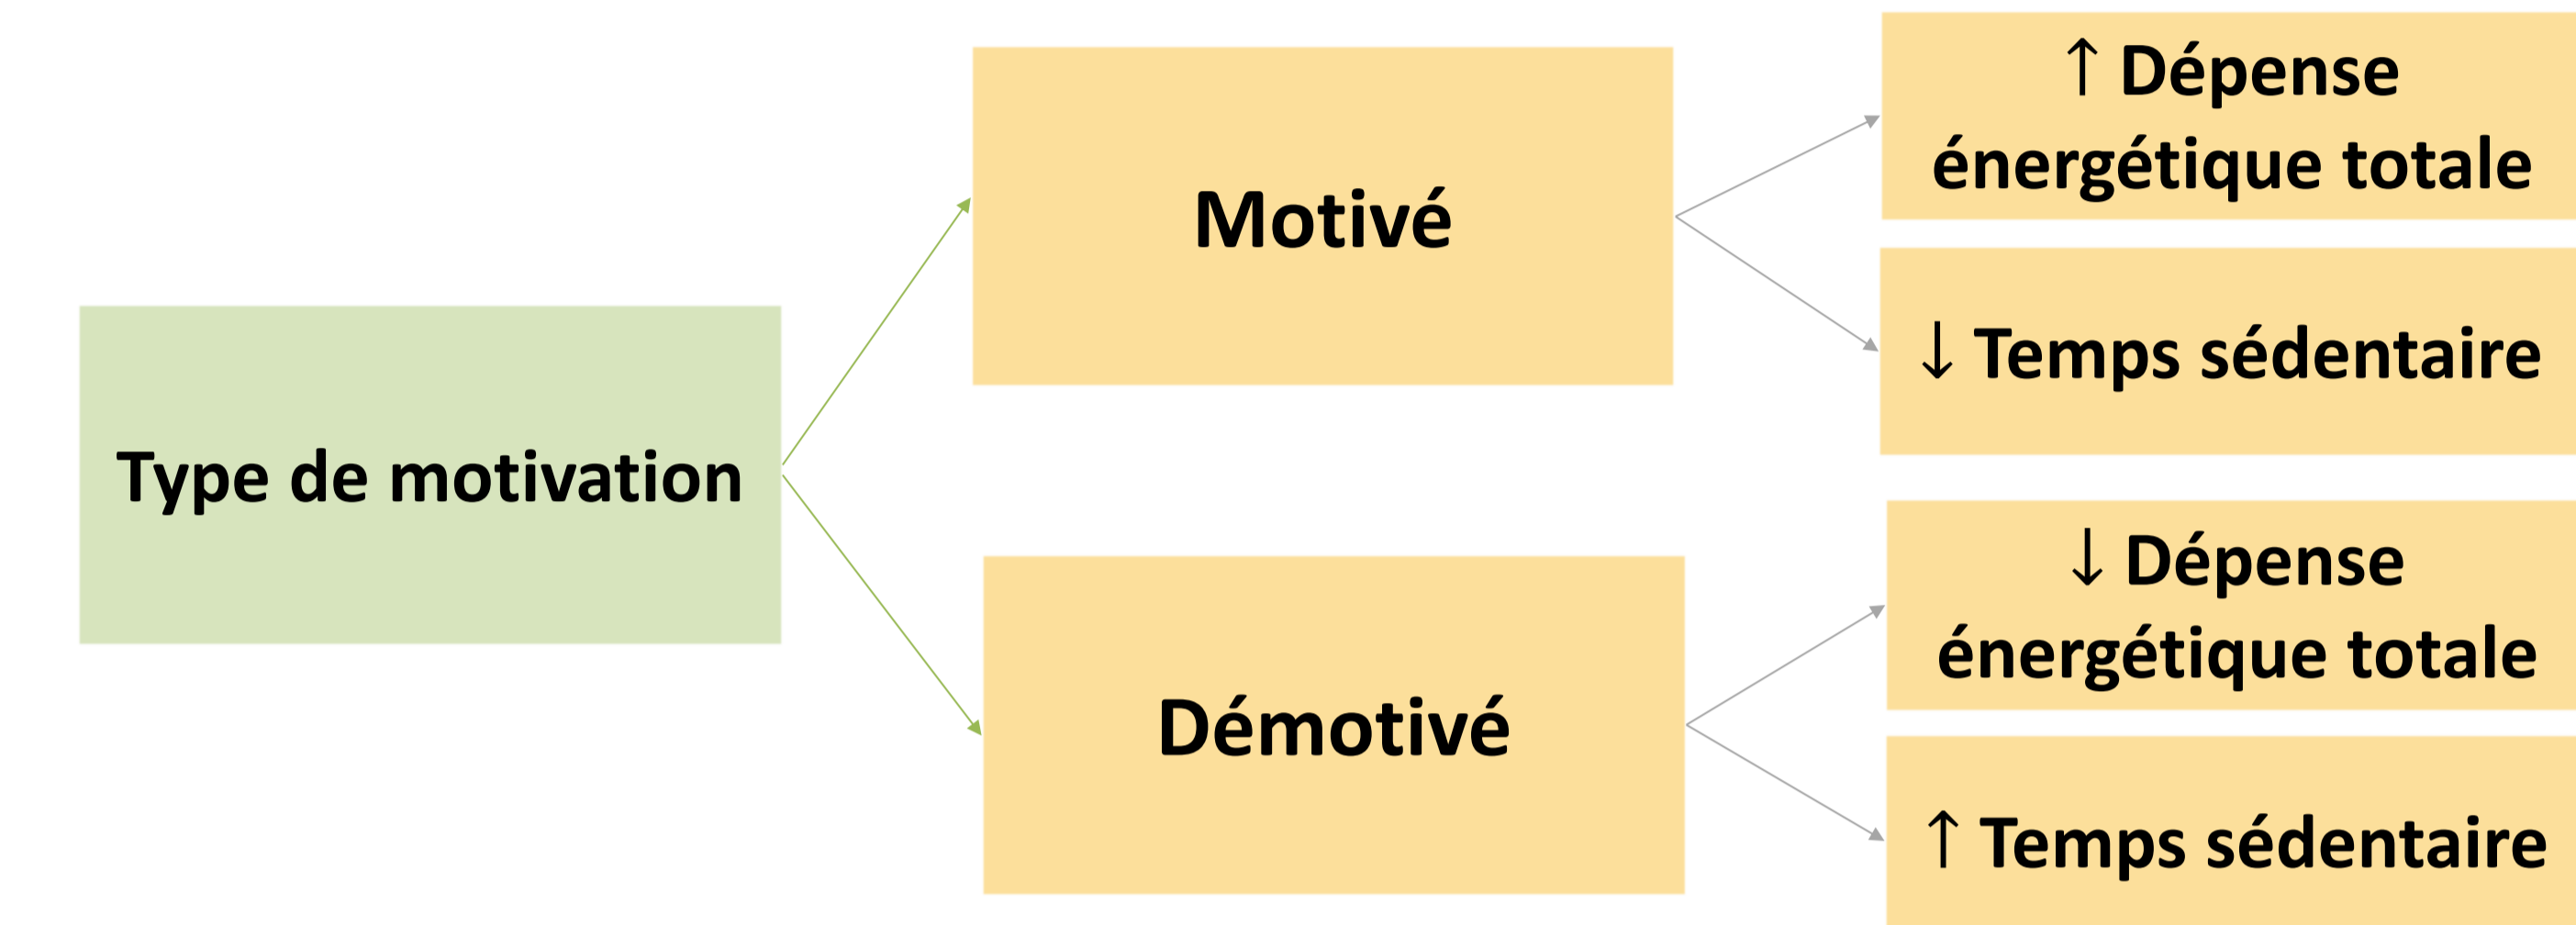 Type de motivation
Motivé
↑ Dépense
énergétique totale
↓ Temps sédentaire
Démotivé
↓ Dépense
énergétique totale
↑ Temps sédentaire